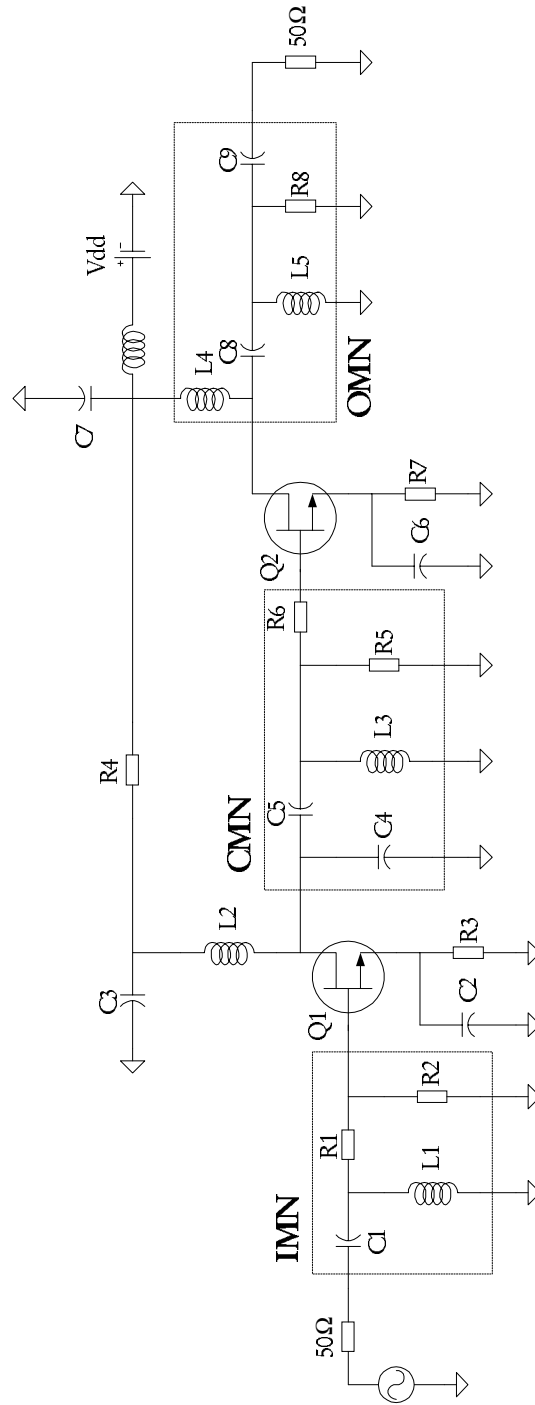 50Ω
IMN
C1
L1
R1
R2
Q1
C2
R3
C3
L2
R4
CMN
C4
C5
L3
R5
R6
Q2
C6
R7
C7
L4
Vdd
+
-
OMN
C8
L5
R8
C9
50Ω